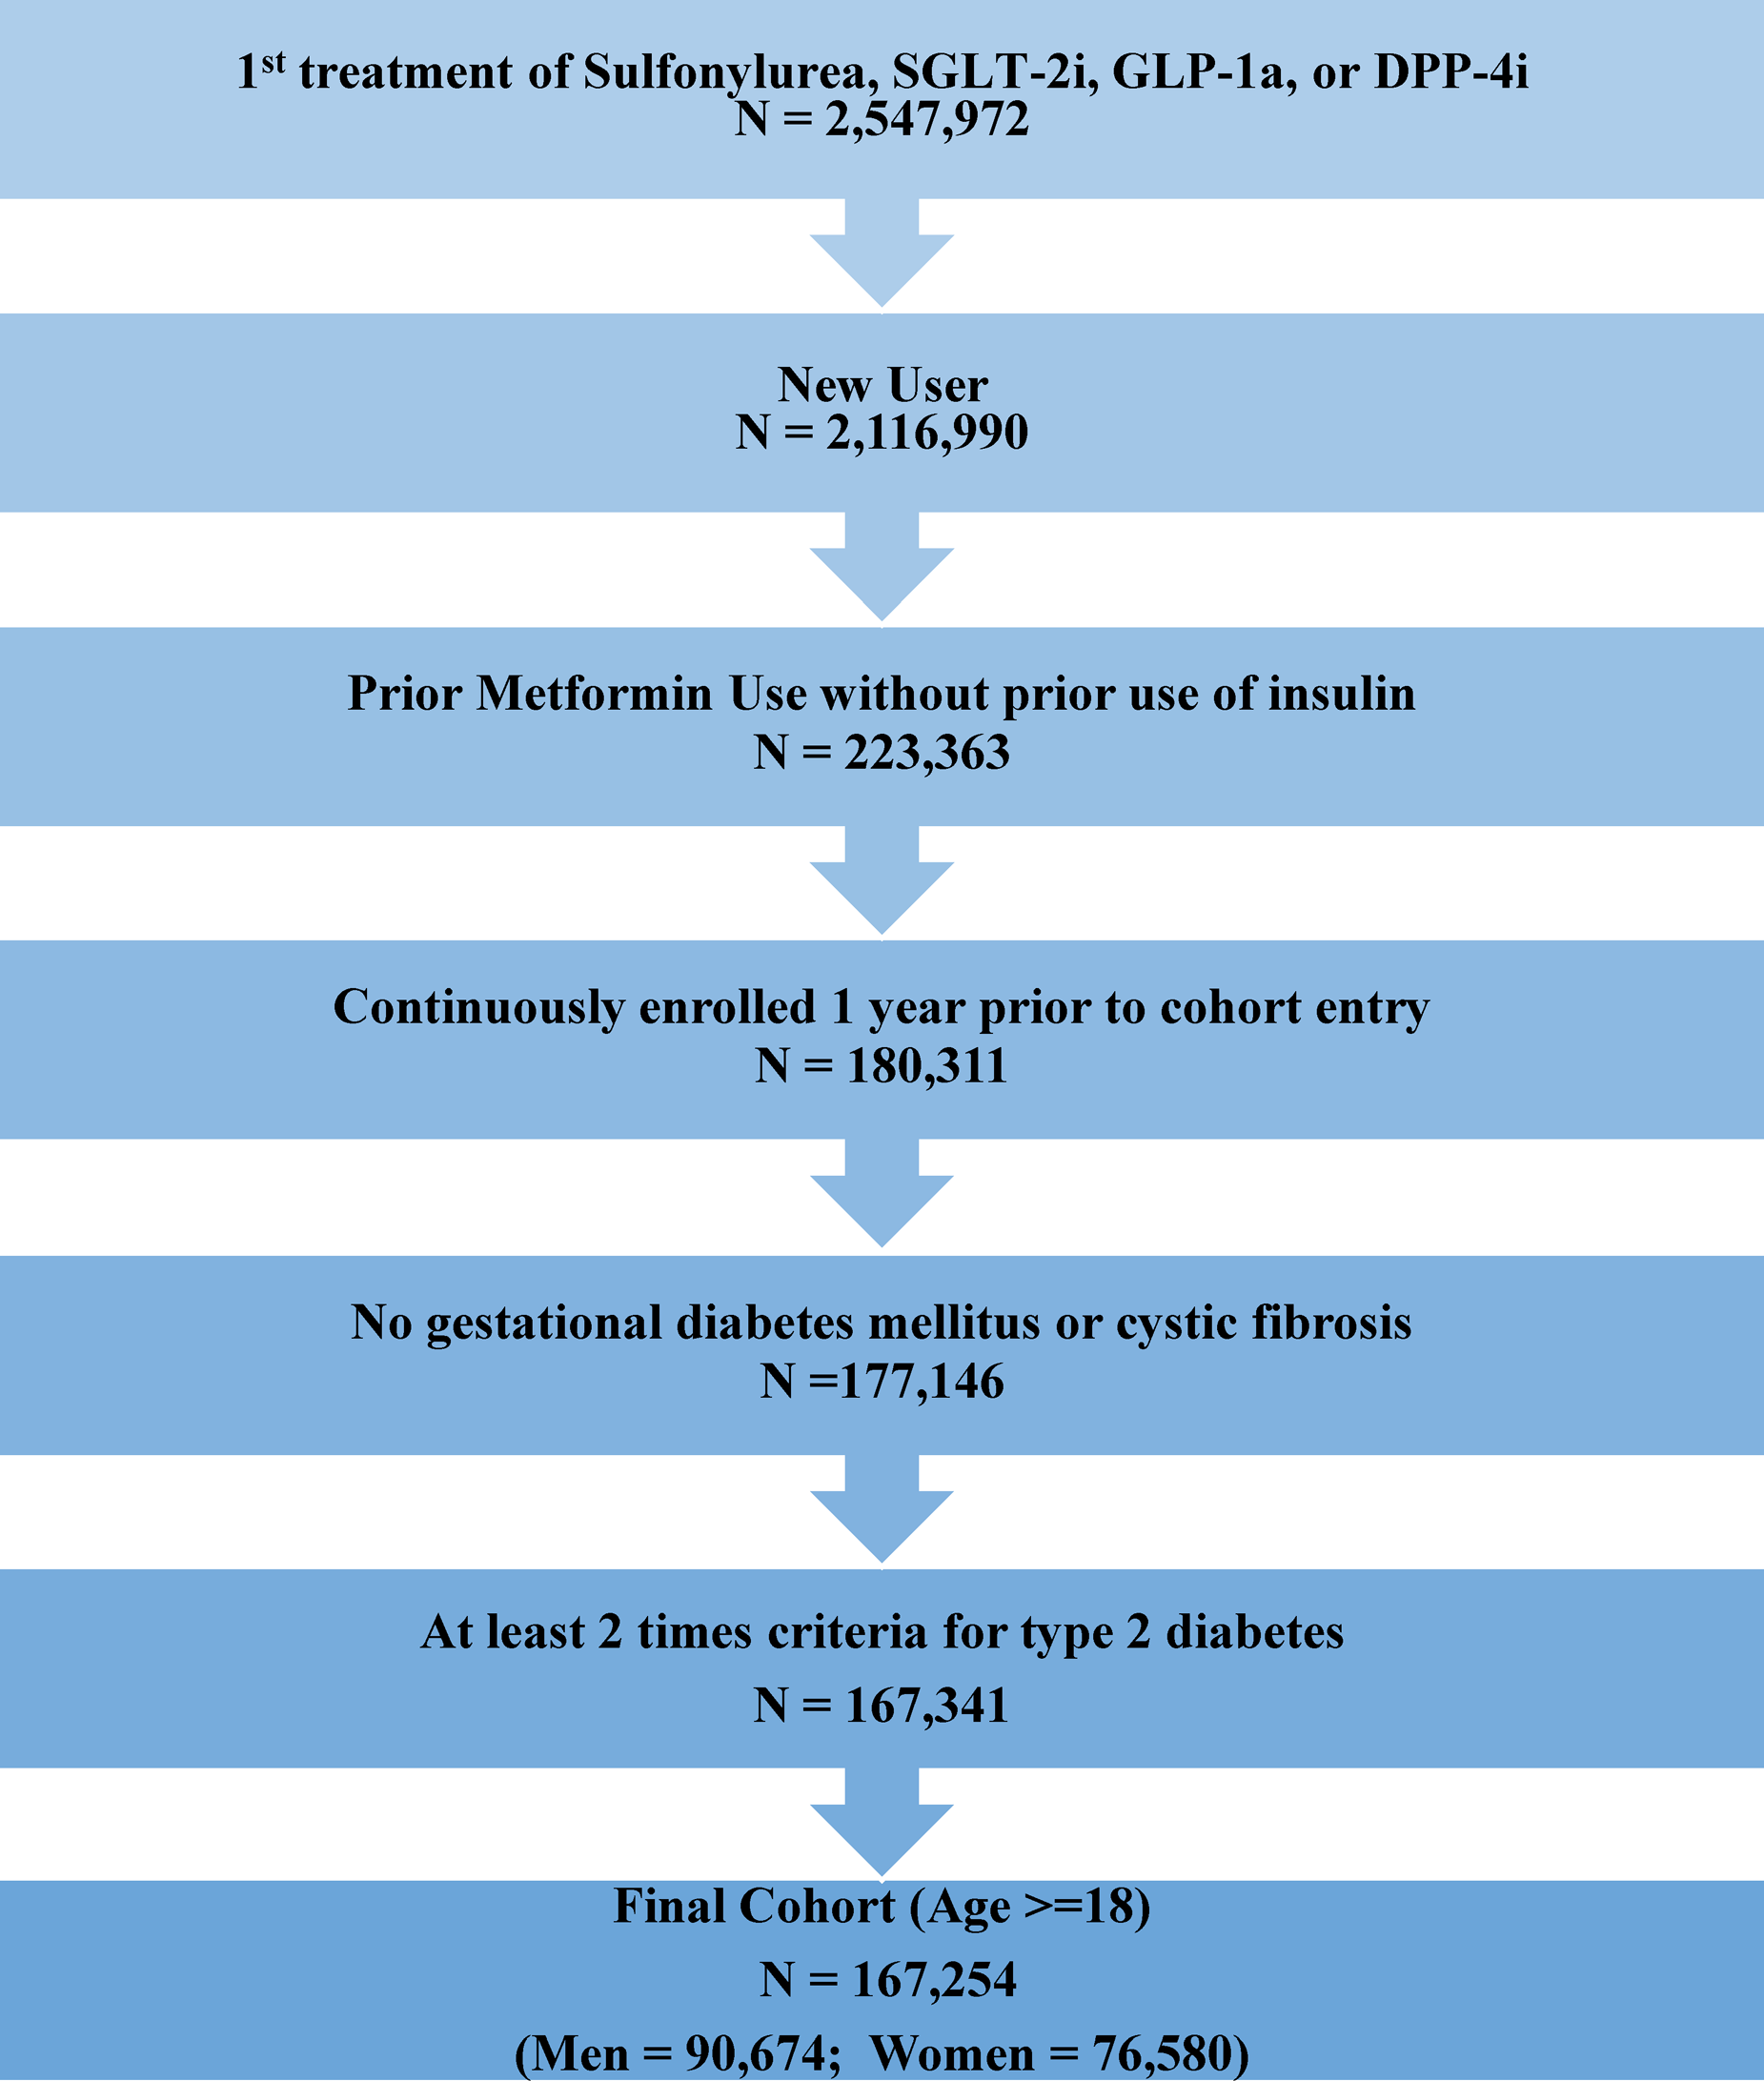 1st treatment of Sulfonylurea, SGLT-2i, GLP-1a, or DPP-4i
N = 2,547,972
New User
N = 2,116,990
Prior Metformin Use without prior use of insulin
N = 223,363
Continuously enrolled 1 year prior to cohort entry
N = 180,311
No gestational diabetes mellitus or cystic fibrosis
N =177,146
At least 2 times criteria for type 2 diabetes
N = 167,341
Final Cohort (Age >=18)
N = 167,254
(Men = 90,674;  Women = 76,580)